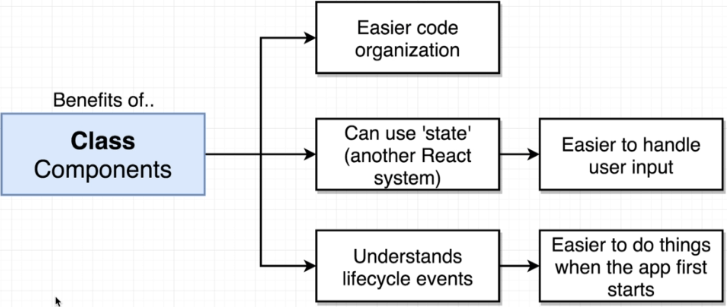 Benefits of..
Class
Components
Easier code
organization
Can use 'state'
(another React
system)
Easier to handle
user input
Understands
lifecycle events
Easier to do things
when the app first
starts